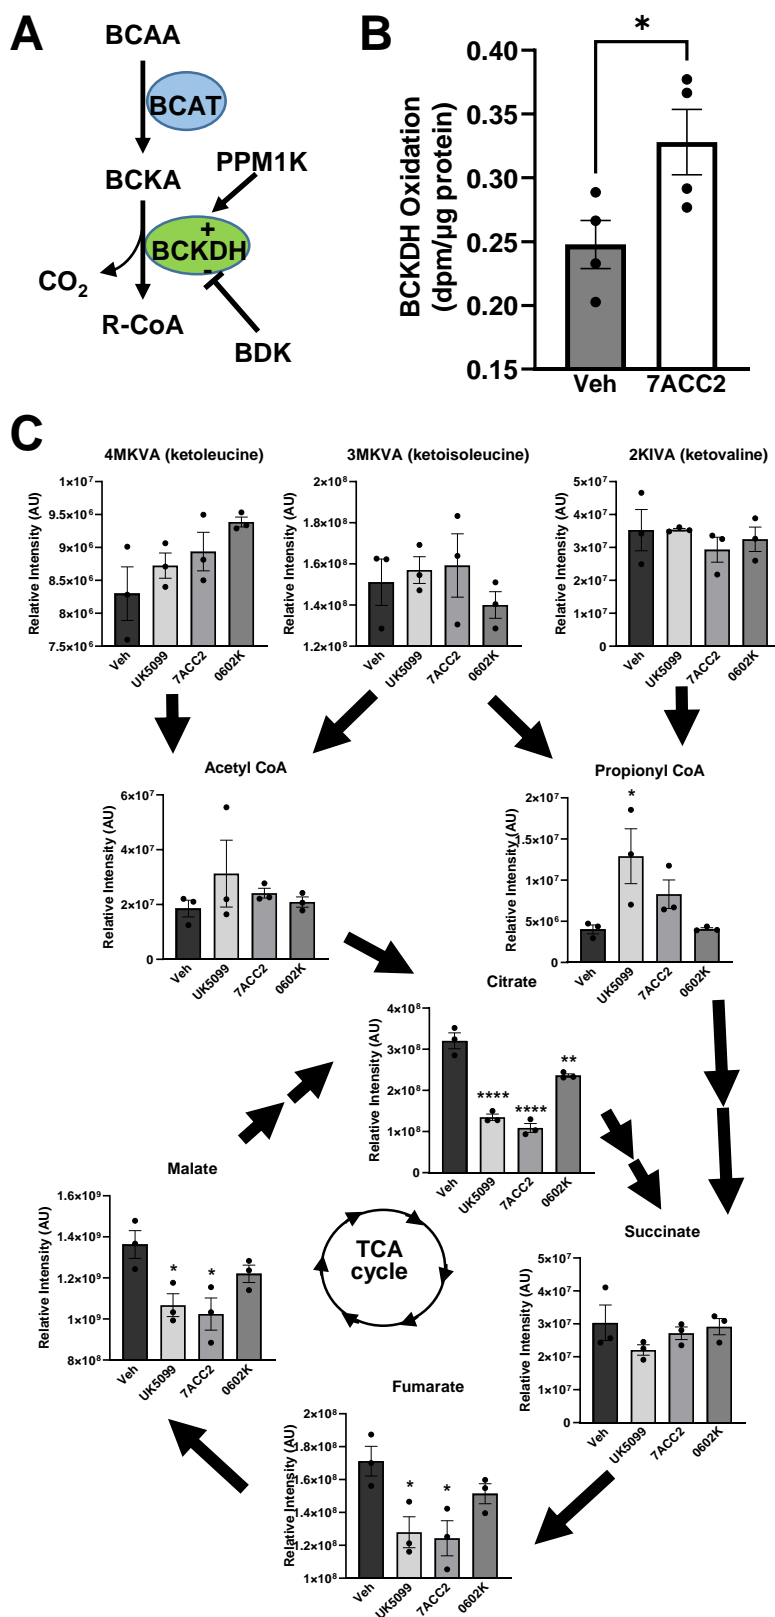 A
BCAA
BCAT
BCKA
PPM1K
+
BCKDH
-
CO2
R-CoA
BDK
B
*
0.40
0.35
0.30
0.25
0.20
0.15
BCKDH Oxidation
(dpm/µg protein)
Veh
7ACC2
C
4MKVA (ketoleucine)
Relative Intensity (AU)
1×10^7
9.5×10^6
9×10^6
8.5×10^6
8×10^6
7.5×10^6
Veh
UK5099
7ACC2
0602K
3MKVA (ketoisoleucine)
Relative Intensity (AU)
2×10^8
1.8×10^8
1.6×10^8
1.4×10^8
1.2×10^8
Veh
UK5099
7ACC2
0602K
2KIVA (ketovaline)
Relative Intensity (AU)
5×10^7
4×10^7
3×10^7
2×10^7
1×10^7
0
Veh
UK5099
7ACC2
0602K
Acetyl CoA
Relative Intensity (AU)
6×10^7
4×10^7
2×10^7
0
Veh
UK5099
7ACC2
0602K
Propionyl CoA
Relative Intensity (AU)
2×10^7
1×10^7
1×10^7
5×10^6
0
*
Veh
UK5099
7ACC2
0602K
Citrate
Relative Intensity (AU)
4×10^8
3×10^8
2×10^8
1×10^8
0
****
****
**
Veh
UK5099
7ACC2
0602K
Malate
Relative Intensity (AU)
1.6×10^9
1.4×10^9
1.2×10^9
1×10^9
8×10^8
*
*
Veh
UK5099
7ACC2
0602K
TCA
cycle
Succinate
Relative Intensity (AU)
5×10^7
4×10^7
3×10^7
2×10^7
1×10^7
0
Veh
UK5099
7ACC2
0602K
Fumarate
Relative Intensity (AU)
2×10^8
1.8×10^8
1.6×10^8
1.4×10^8
1.2×10^8
1×10^8
*
*
Veh
UK5099
7ACC2
0602K